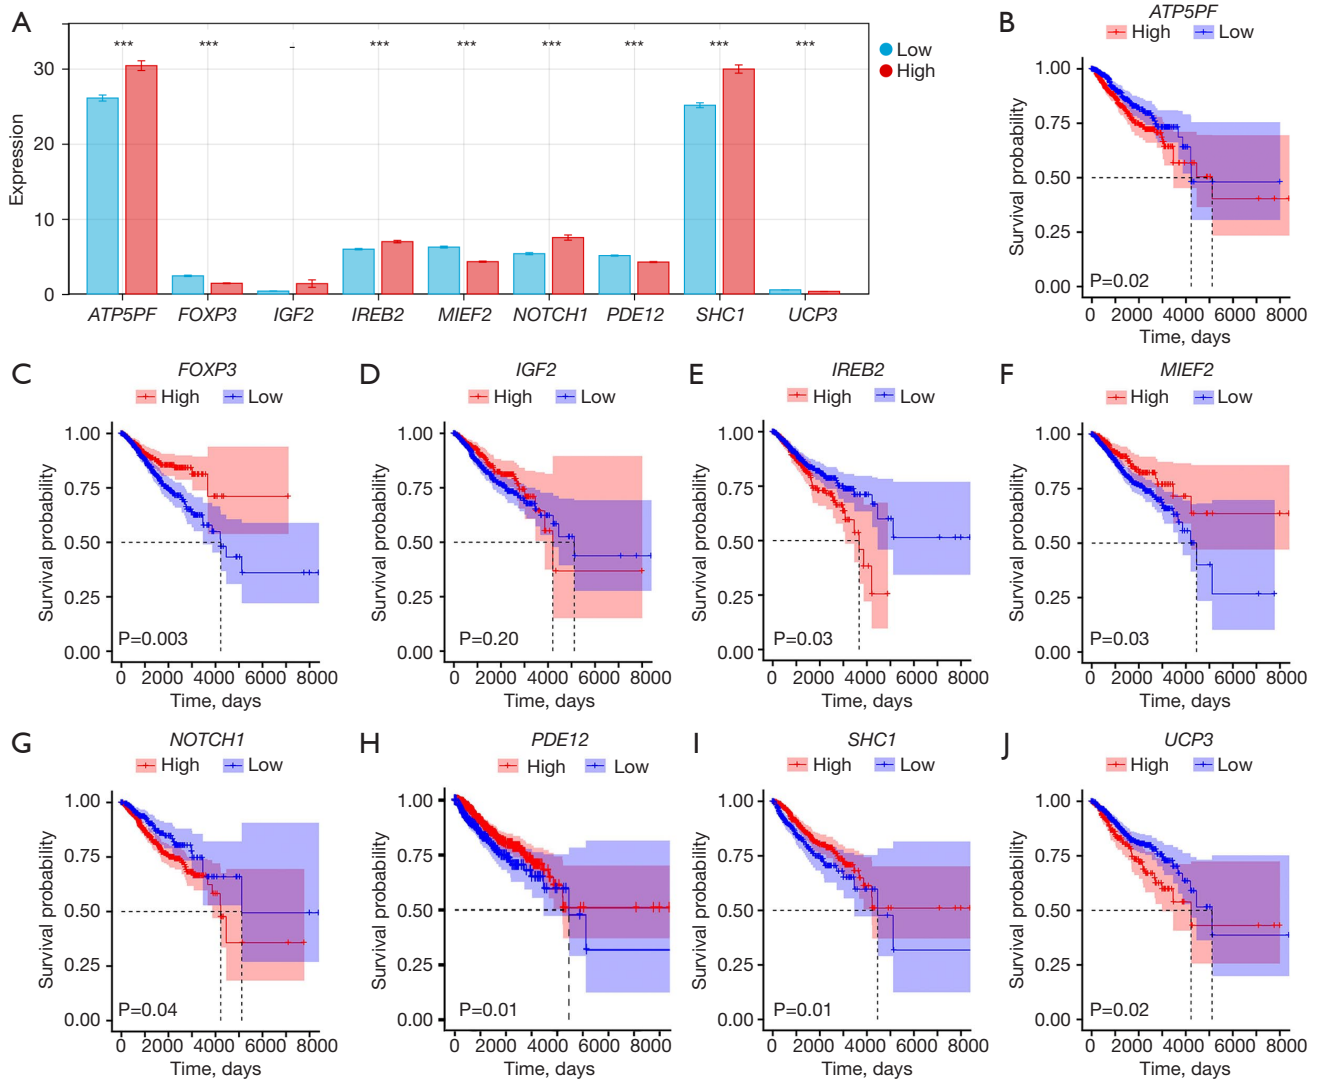 A
*** *** - *** *** *** *** *** ***
Low
High
Expression
30
20
10
0
ATP5PF FOXP3 IGF2 IREB2 MIEF2 NOTCH1 PDE12 SHC1 UCP3
B
ATP5PF
High Low
Survival probability
1.00
0.75
0.50
0.25
0.00
P=0.02
0 2000 4000 6000 8000
Time, days
C
FOXP3
High Low
Survival probability
1.00
0.75
0.50
0.25
0.00
P=0.003
0 2000 4000 6000 8000
Time, days
D
IGF2
High Low
Survival probability
1.00
0.75
0.50
0.25
0.00
P=0.20
0 2000 4000 6000 8000
Time, days
E
IREB2
High Low
Survival probability
1.00
0.75
0.50
0.25
0.00
P=0.03
0 2000 4000 6000 8000
Time, days
F
MIEF2
High Low
Survival probability
1.00
0.75
0.50
0.25
0.00
P=0.03
0 2000 4000 6000 8000
Time, days
G
NOTCH1
High Low
Survival probability
1.00
0.75
0.50
0.25
0.00
P=0.04
0 2000 4000 6000 8000
Time, days
H
PDE12
High Low
Survival probability
1.00
0.75
0.50
0.25
0.00
P=0.01
0 2000 4000 6000 8000
Time, days
I
SHC1
High Low
Survival probability
1.00
0.75
0.50
0.25
0.00
P=0.01
0 2000 4000 6000 8000
Time, days
J
UCP3
High Low
Survival probability
1.00
0.75
0.50
0.25
0.00
P=0.02
0 2000 4000 6000 8000
Time, days